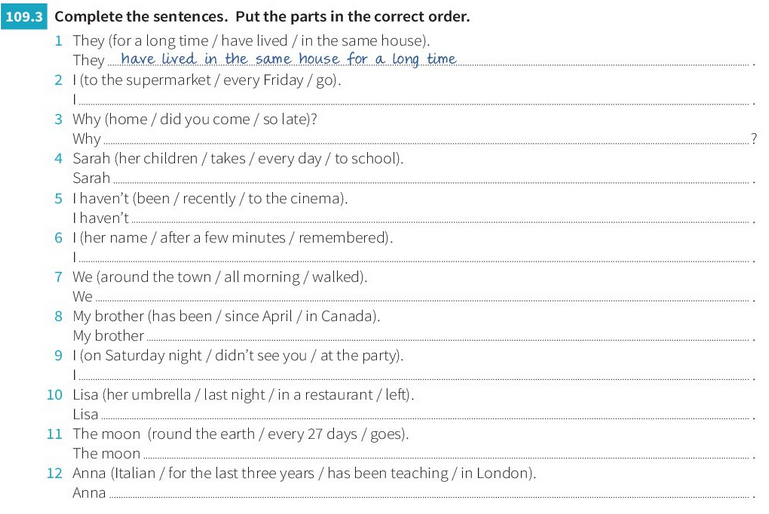 109.3 Complete the sentences. Put the parts in the correct order.
1 They (for a long time / have lived / in the same house).
They have lived in the same house for a long time .
2 I (to the supermarket / every Friday / go).
I .
3 Why (home / did you come / so late)?
Why ?
4 Sarah (her children / takes / every day / to school).
Sarah .
5 I haven't (been / recently / to the cinema).
I haven't .
6 I (her name / after a few minutes / remembered).
I .
7 We (around the town / all morning / walked).
We .
8 My brother (has been / since April / in Canada).
My brother .
9 I (on Saturday night / didn't see you / at the party).
I .
10 Lisa (her umbrella / last night / in a restaurant / left).
Lisa .
11 The moon (round the earth / every 27 days / goes).
The moon .
12 Anna (Italian / for the last three years / has been teaching / in London).
Anna .